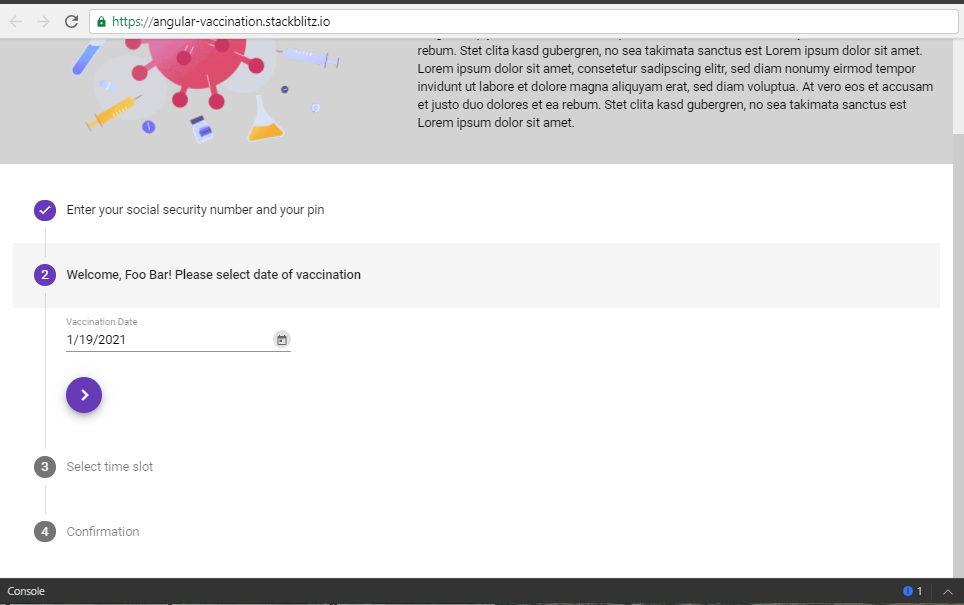 https://angular-vaccination.stackblitz.io
rebum. Stet clita kasd gubergren, no sea takimata sanctus est Lorem ipsum dolor sit amet.
Lorem ipsum dolor sit amet, consetetur sadipscing elitr, sed diam nonumy eirmod tempor
invidunt ut labore et dolore magna aliquyam erat, sed diam voluptua. At vero eos et accusam
et justo duo dolores et ea rebum. Stet clita kasd gubergren, no sea takimata sanctus est
Lorem ipsum dolor sit amet.
Enter your social security number and your pin
2 Welcome, Foo Bar! Please select date of vaccination
Vaccination Date
1/19/2021
3 Select time slot
4 Confirmation
Console 1